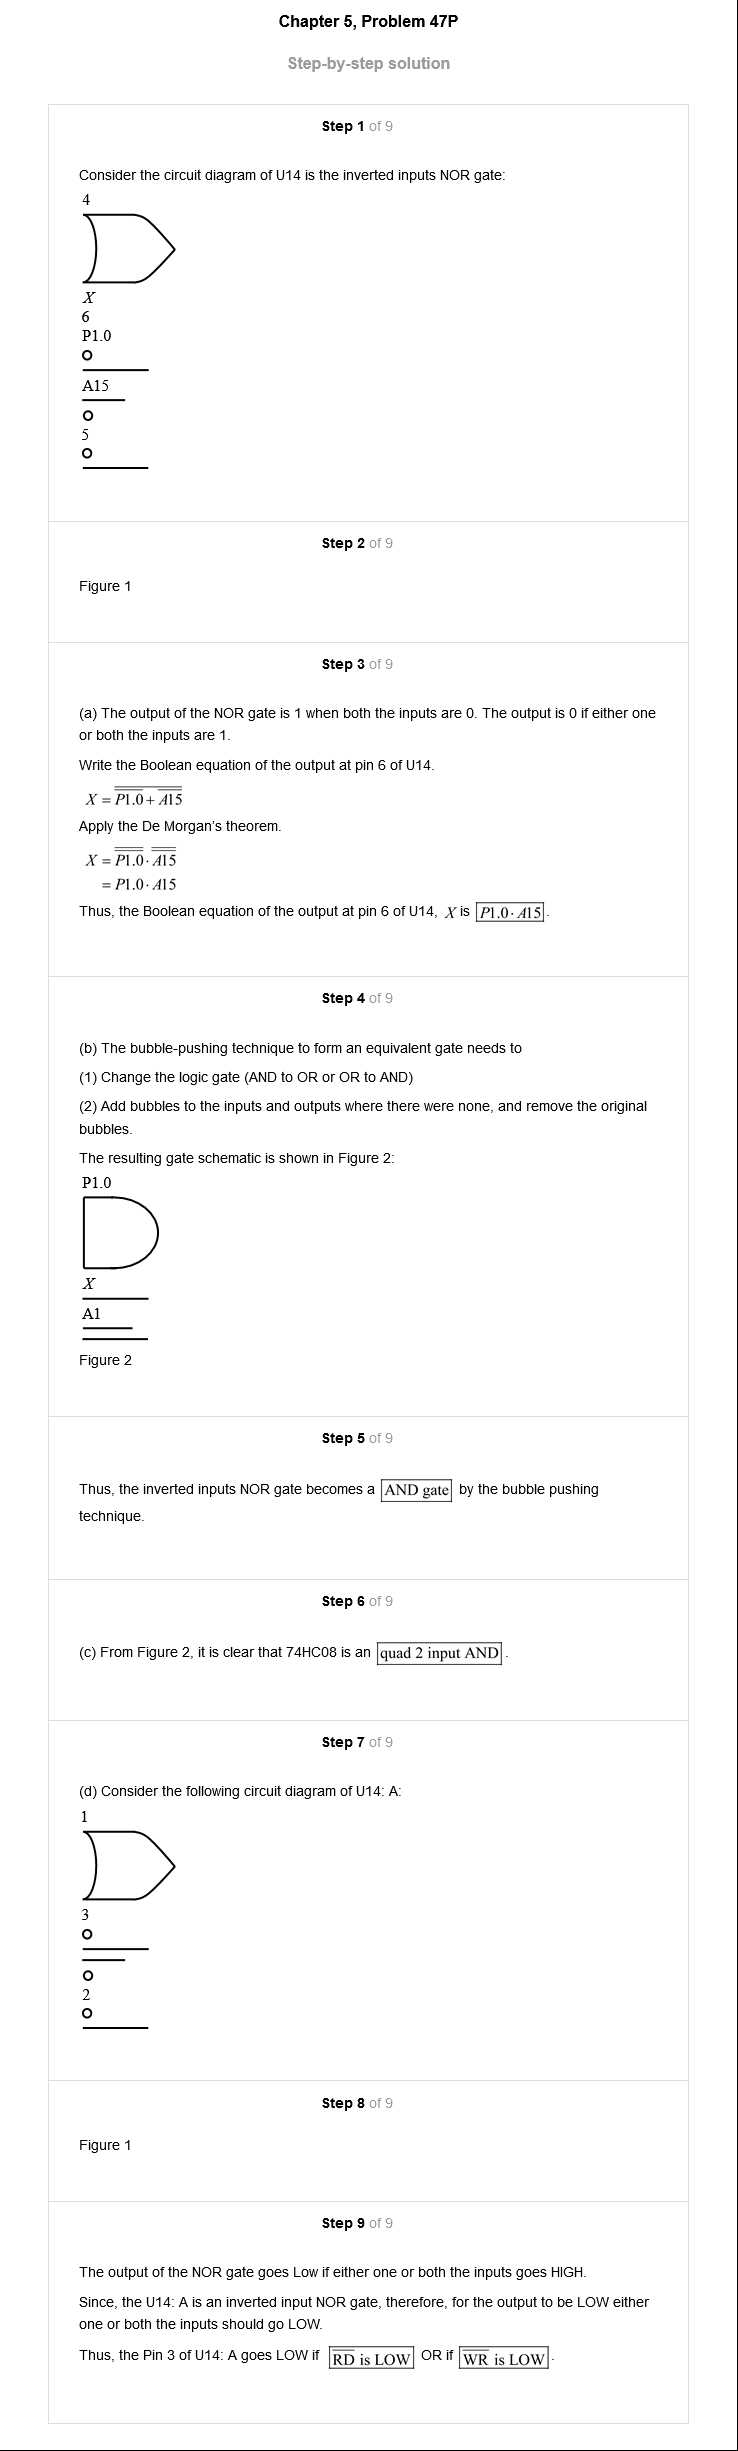 Chapter 5, Problem 47P
Step-by-step solution
Step 1 of 9
Consider the circuit diagram of U14 is the inverted inputs NOR gate:
4
X
6
P1.0
A15
5
Step 2 of 9
Figure 1
Step 3 of 9
(a) The output of the NOR gate is 1 when both the inputs are 0. The output is 0 if either one
or both the inputs are 1.
Write the Boolean equation of the output at pin 6 of U14.
X = \overline{\overline{P1.0} + \overline{A15}}
Apply the De Morgan's theorem.
X = \overline{\overline{P1.0}} · \overline{\overline{A15}}
= P1.0 · A15
Thus, the Boolean equation of the output at pin 6 of U14, X is P1.0 · A15.
Step 4 of 9
(b) The bubble-pushing technique to form an equivalent gate needs to
(1) Change the logic gate (AND to OR or OR to AND)
(2) Add bubbles to the inputs and outputs where there were none, and remove the original
bubbles.
The resulting gate schematic is shown in Figure 2:
P1.0
X
A1
Figure 2
Step 5 of 9
Thus, the inverted inputs NOR gate becomes a AND gate by the bubble pushing
technique.
Step 6 of 9
(c) From Figure 2, it is clear that 74HC08 is an quad 2 input AND.
Step 7 of 9
(d) Consider the following circuit diagram of U14: A:
1
3
2
Step 8 of 9
Figure 1
Step 9 of 9
The output of the NOR gate goes Low if either one or both the inputs goes HIGH.
Since, the U14: A is an inverted input NOR gate, therefore, for the output to be LOW either
one or both the inputs should go LOW.
Thus, the Pin 3 of U14: A goes LOW if \overline{RD} is LOW OR if \overline{WR} is LOW.